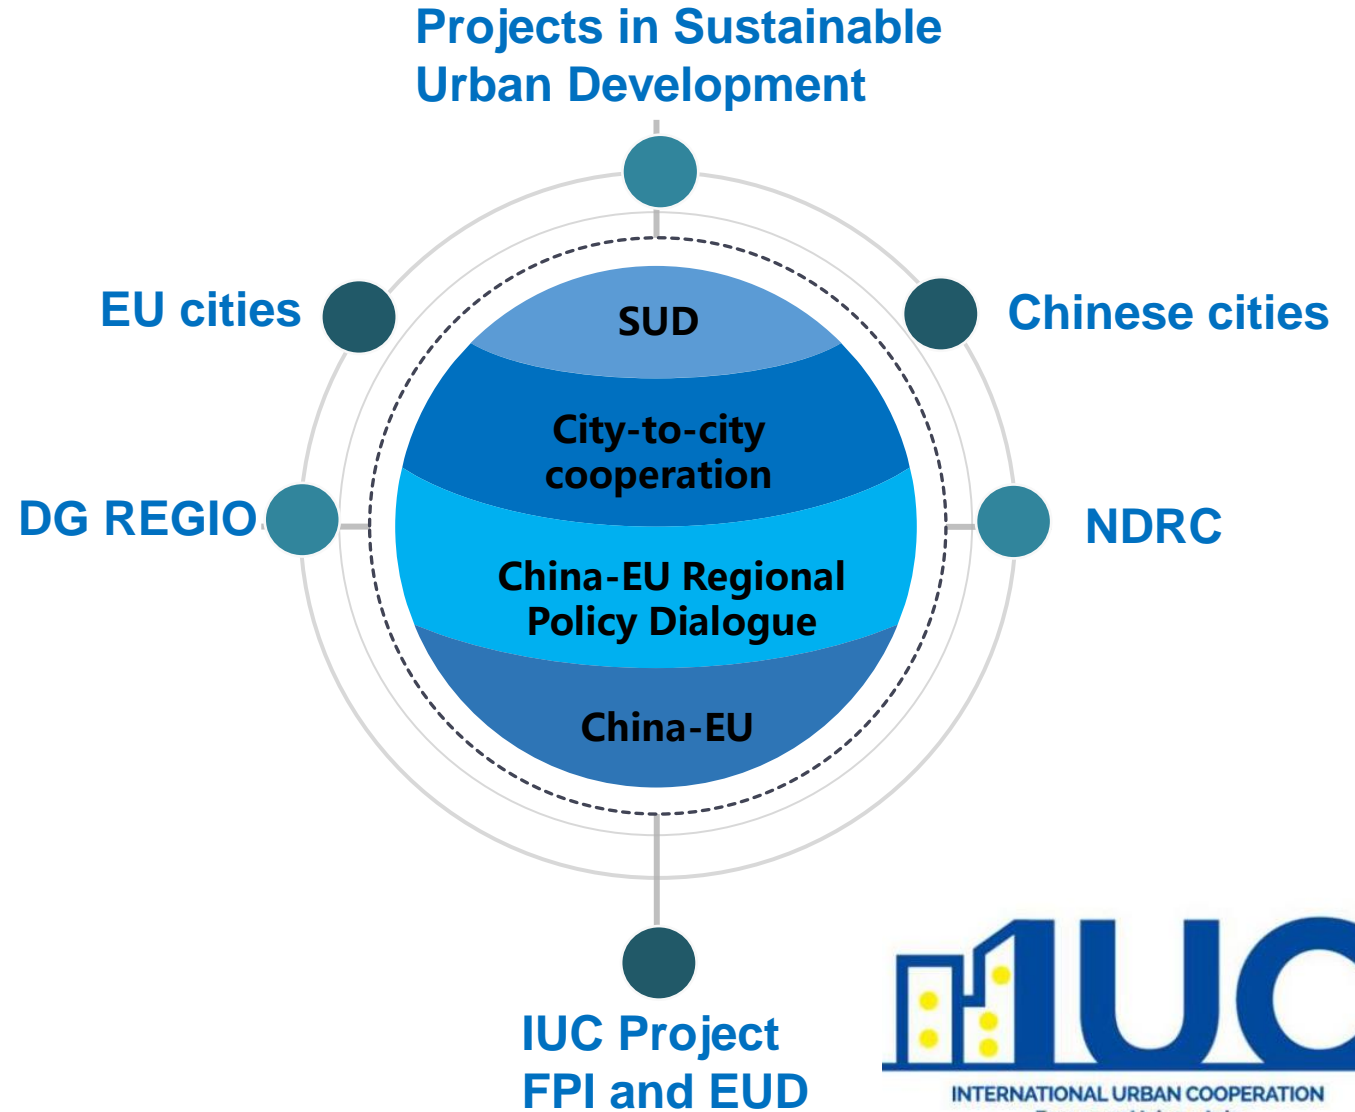 Projects in Sustainable
Urban Development
EU cities
SUD
Chinese cities
City-to-city
cooperation
DG REGIO
NDRC
China-EU Regional
Policy Dialogue
China-EU
IUC Project
FPI and EUD
IUC
INTERNATIONAL URBAN COOPERATION